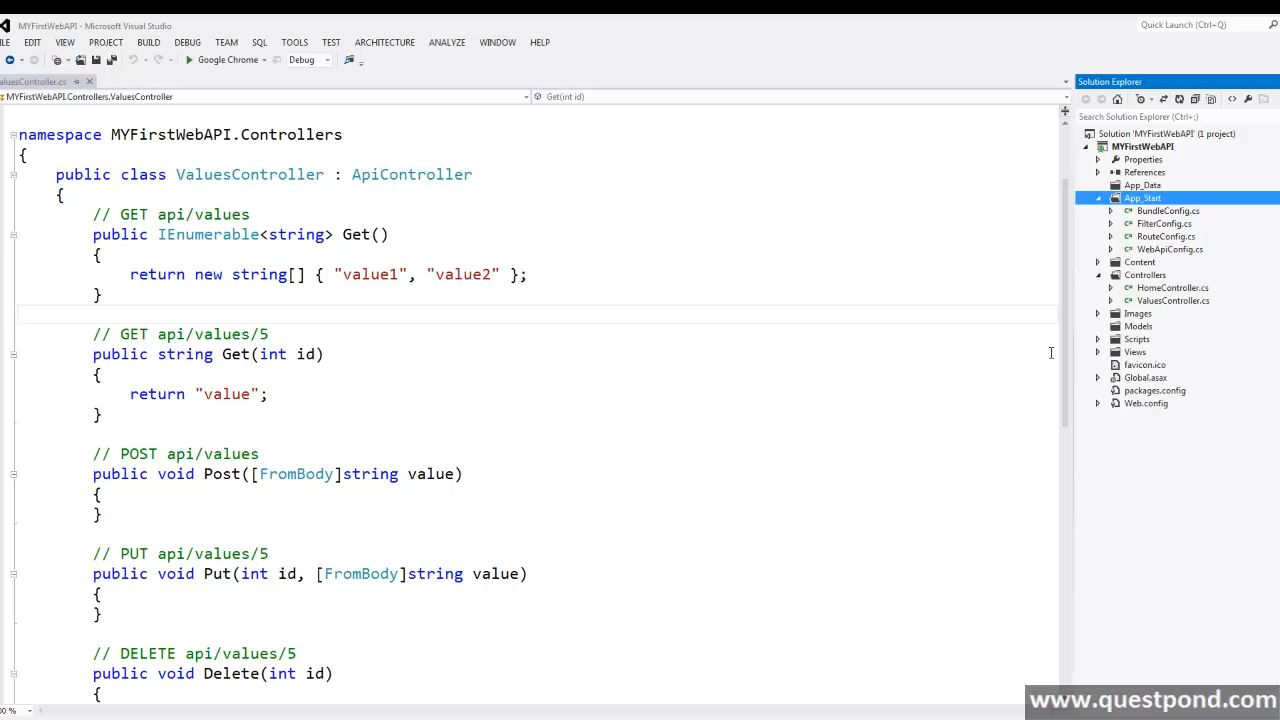 MYFirstWebAPI - Microsoft Visual Studio
Quick Launch (Ctrl+Q)
ILE EDIT VIEW PROJECT BUILD DEBUG TEAM SQL TOOLS TEST ARCHITECTURE ANALYZE WINDOW HELP
Google Chrome Debug
aluesController.cs
MYFirstWebAPI.Controllers.ValuesController Get(int id)
namespace MYFirstWebAPI.Controllers
{
public class ValuesController : ApiController
{
// GET api/values
public IEnumerable<string> Get()
{
return new string[] { "value1", "value2" };
}
// GET api/values/5
public string Get(int id)
{
return "value";
}
// POST api/values
public void Post([FromBody]string value)
{
}
// PUT api/values/5
public void Put(int id, [FromBody]string value)
{
}
// DELETE api/values/5
public void Delete(int id)
{
00 %
Solution Explorer
Search Solution Explorer (Ctrl+;)
Solution 'MYFirstWebAPI' (1 project)
MYFirstWebAPI
Properties
References
App_Data
App_Start
BundleConfig.cs
FilterConfig.cs
RouteConfig.cs
WebApiConfig.cs
Content
Controllers
HomeController.cs
ValuesController.cs
Images
Models
Scripts
Views
favicon.ico
Global.asax
packages.config
Web.config
www.questpond.com